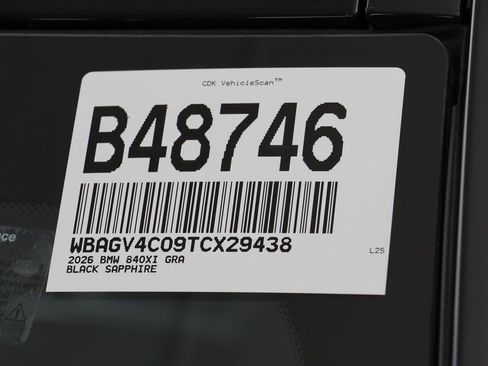 CDK VehicleScan™
B48746
WBAGV4C09TCX29438
2026 BMW 840XI GRA
L25
BLACK SAPPHIRE